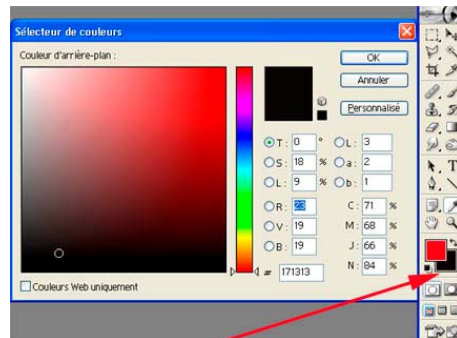 Sélecteur de couleurs
Couleur d'arrière-plan :
OK
Annuler
Personnalisé
T : 0 °
L : 3
S : 18 %
a : 2
L : 9 %
b : 1
R : 23
C : 71 %
V : 19
M : 68 %
B : 19
J : 66 %
# 171313
N : 84 %
Couleurs Web uniquement
T